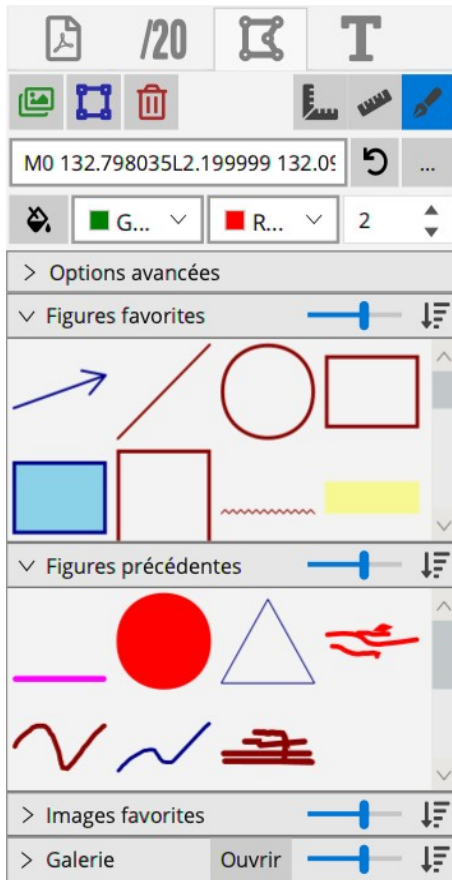 /20 T
M0 132.798035L2.199999 132.09 ...
G... R... 2
Options avancées
Figures favorites
Figures précédentes
Images favorites
Galerie Ouvrir